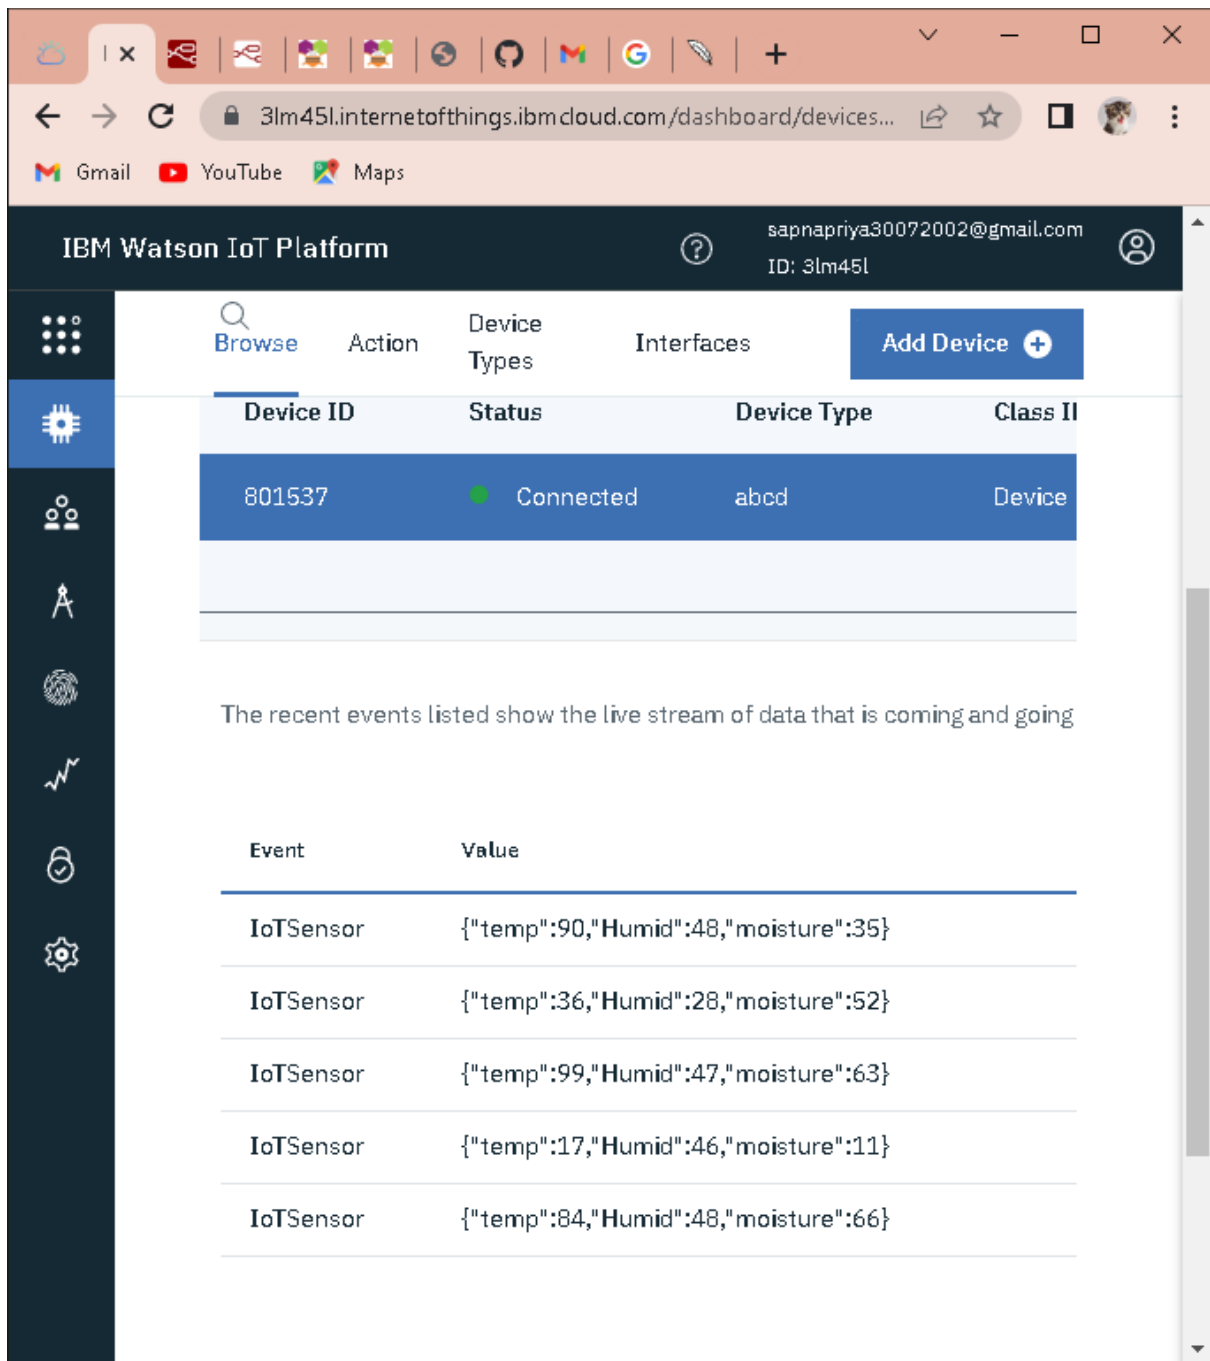 3lm45l.internetofthings.ibmcloud.com/dashboard/devices...
Gmail YouTube Maps
IBM Watson IoT Platform
sapnapriya30072002@gmail.com
ID: 3lm45l
Browse
Action
Device
Types
Interfaces
Add Device
Device ID Status Device Type Class II
801537 Connected abcd Device
The recent events listed show the live stream of data that is coming and going
Event Value
IoTSensor {"temp":90,"Humid":48,"moisture":35}
IoTSensor {"temp":36,"Humid":28,"moisture":52}
IoTSensor {"temp":99,"Humid":47,"moisture":63}
IoTSensor {"temp":17,"Humid":46,"moisture":11}
IoTSensor {"temp":84,"Humid":48,"moisture":66}